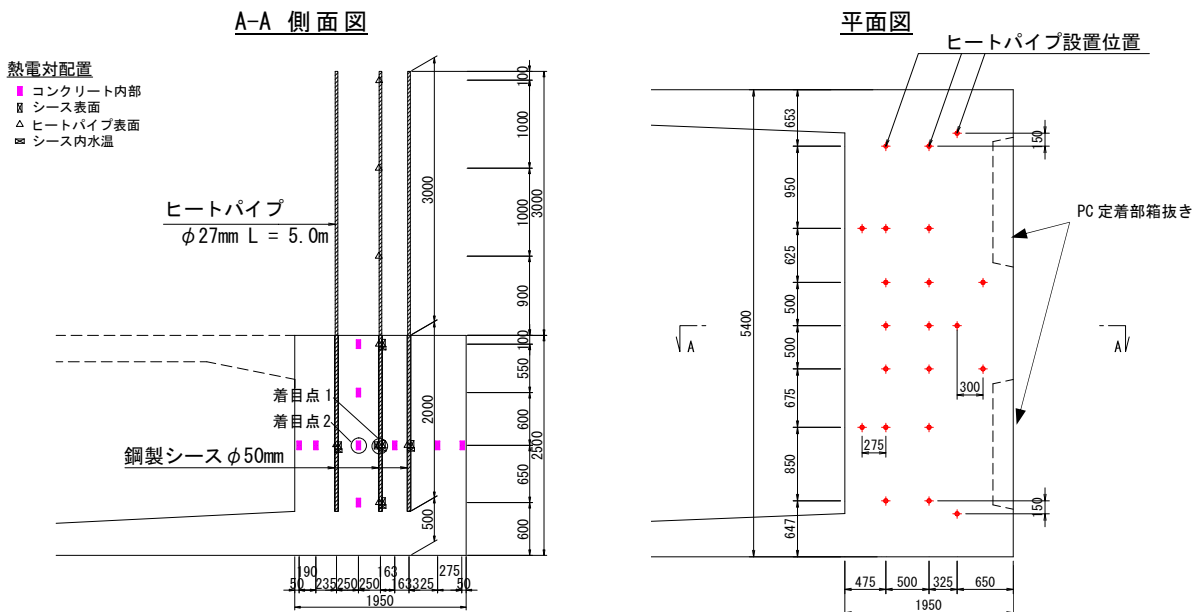 A-A 側面図
熱電対配置
コンクリート内部
シース表面
ヒートパイプ表面
シース内水温
ヒートパイプ
φ27mm L = 5.0m
着目点1
着目点2
鋼製シースφ50mm
3000
2000
500
100
1000
1000
900
3000
100
550
600
650
600
2500
190
163
275
50
235
250
250
163
325
50
1950
平面図
ヒートパイプ設置位置
PC定着部箱抜き
653
950
625
500
500
675
850
647
5400
150
150
300
275
A
A
475
500
325
650
1950